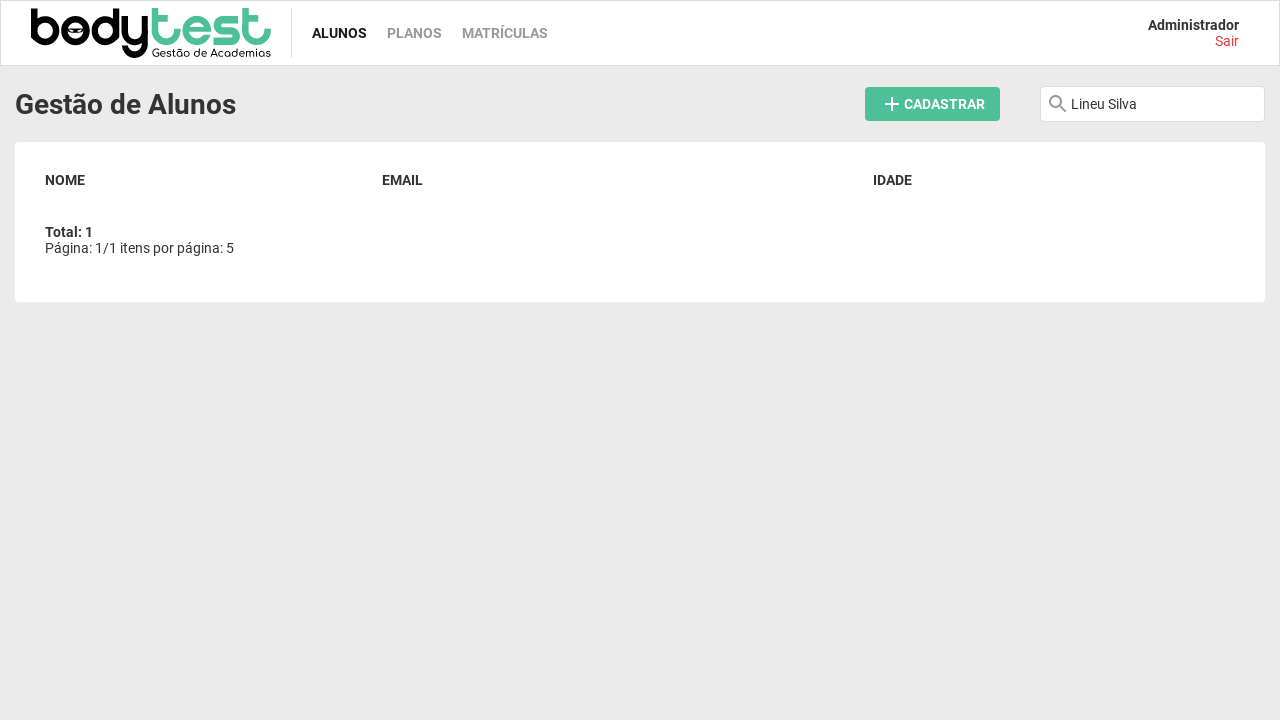 bodytest
Gestão de Academias
ALUNOS PLANOS MATRÍCULAS
Administrador
Sair
Gestão de Alunos
CADASTRAR
Lineu Silva
NOME EMAIL IDADE
Total: 1
Página: 1/1 itens por página: 5